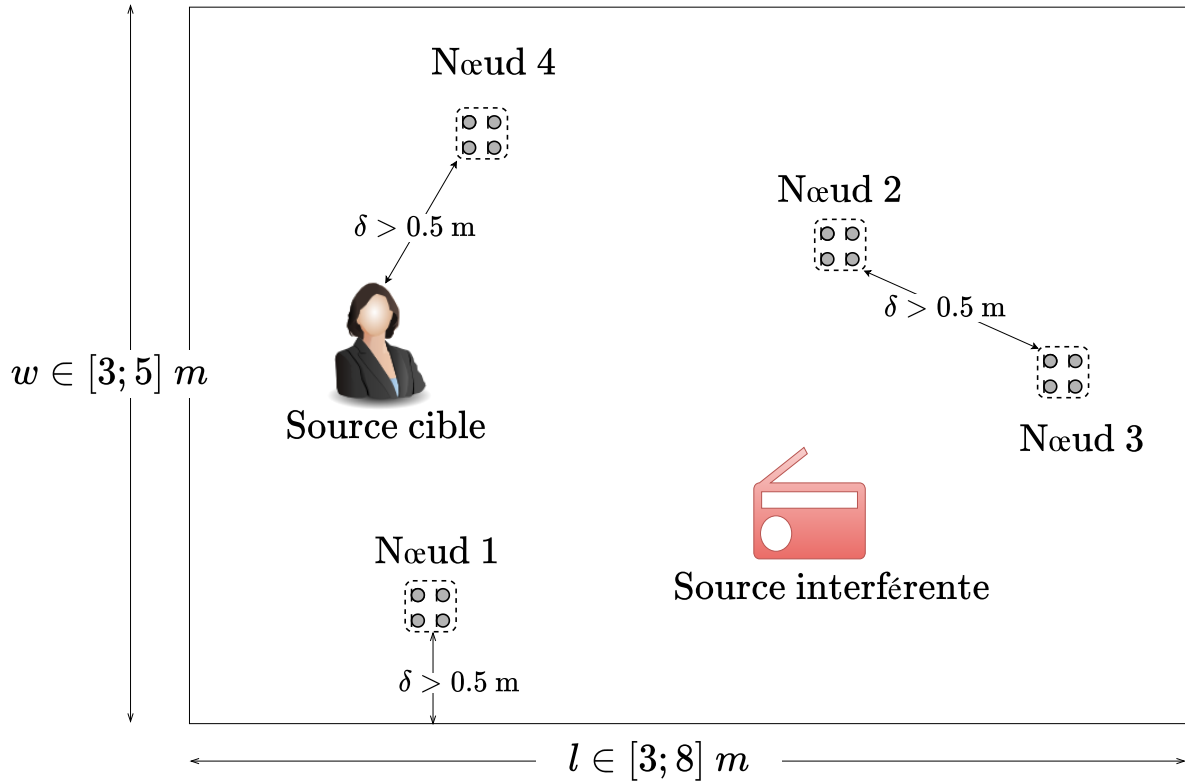 Nœud 4
Nœud 2
δ > 0.5 m
δ > 0.5 m
w ∈ [3; 5] m
Source cible
Nœud 3
Nœud 1
Source interférente
δ > 0.5 m
l ∈ [3; 8] m